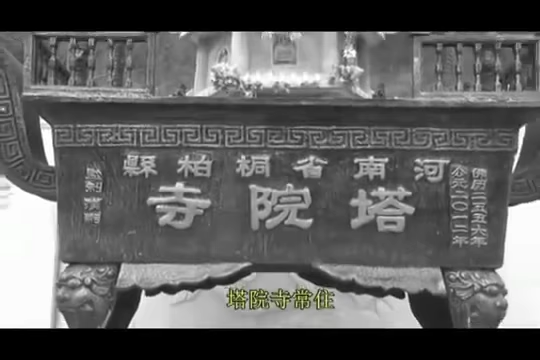 河南省桐柏縣
塔院寺
佛历二五五六年
公元二〇一二年
塔院寺常住